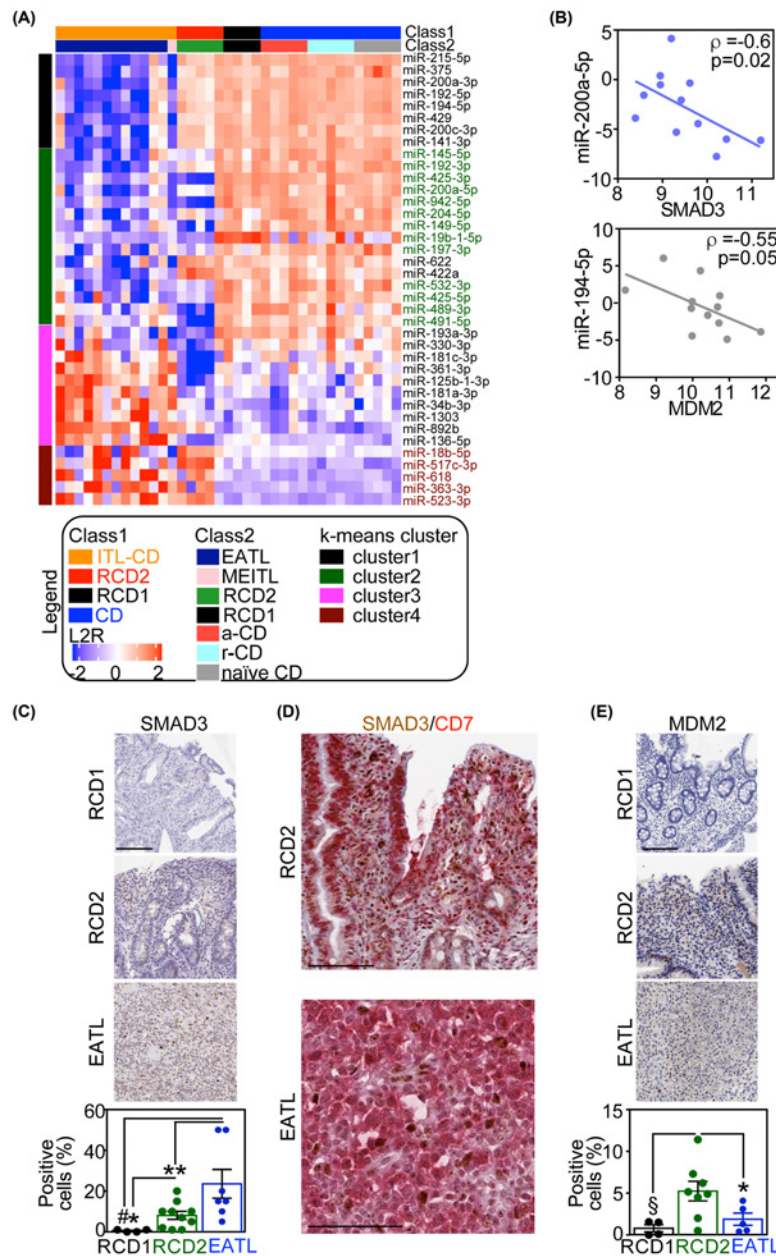 (A)
Class1
Class2
miR-215-5p
miR-375
miR-200a-3p
miR-192-5p
miR-194-5p
miR-429
miR-200c-3p
miR-141-3p
miR-145-5p
miR-192-3p
miR-425-3p
miR-200a-5p
miR-942-5p
miR-204-5p
miR-149-5p
miR-19b-1-5p
miR-197-3p
miR-622
miR-422a
miR-532-3p
miR-425-5p
miR-489-3p
miR-491-5p
miR-193a-3p
miR-330-3p
miR-181c-3p
miR-361-3p
miR-125b-1-3p
miR-181a-3p
miR-34b-3p
miR-1303
miR-892b
miR-136-5p
miR-18b-5p
miR-517c-3p
miR-618
miR-363-3p
miR-523-3p
Legend
Class1
ITL-CD
RCD2
RCD1
CD
L2R
-2 0 2
Class2
EATL
MEITL
RCD2
RCD1
a-CD
r-CD
naïve CD
k-means cluster
cluster1
cluster2
cluster3
cluster4
(B)
ρ =-0.6
p=0.02
miR-200a-5p
5
0
-5
-10
8 9 10 11
SMAD3
ρ =-0.55
p=0.05
miR-194-5p
10
5
0
-5
-10
8 9 10 11 12
MDM2
(C)
SMAD3
RCD1
RCD2
EATL
Positive
cells (%)
60
40
20
0
#
*
**
RCD1 RCD2 EATL
(D)
SMAD3/CD7
RCD2
EATL
(E)
MDM2
RCD1
RCD2
EATL
Positive
cells (%)
15
10
5
0
§
*
RCD1 RCD2 EATL